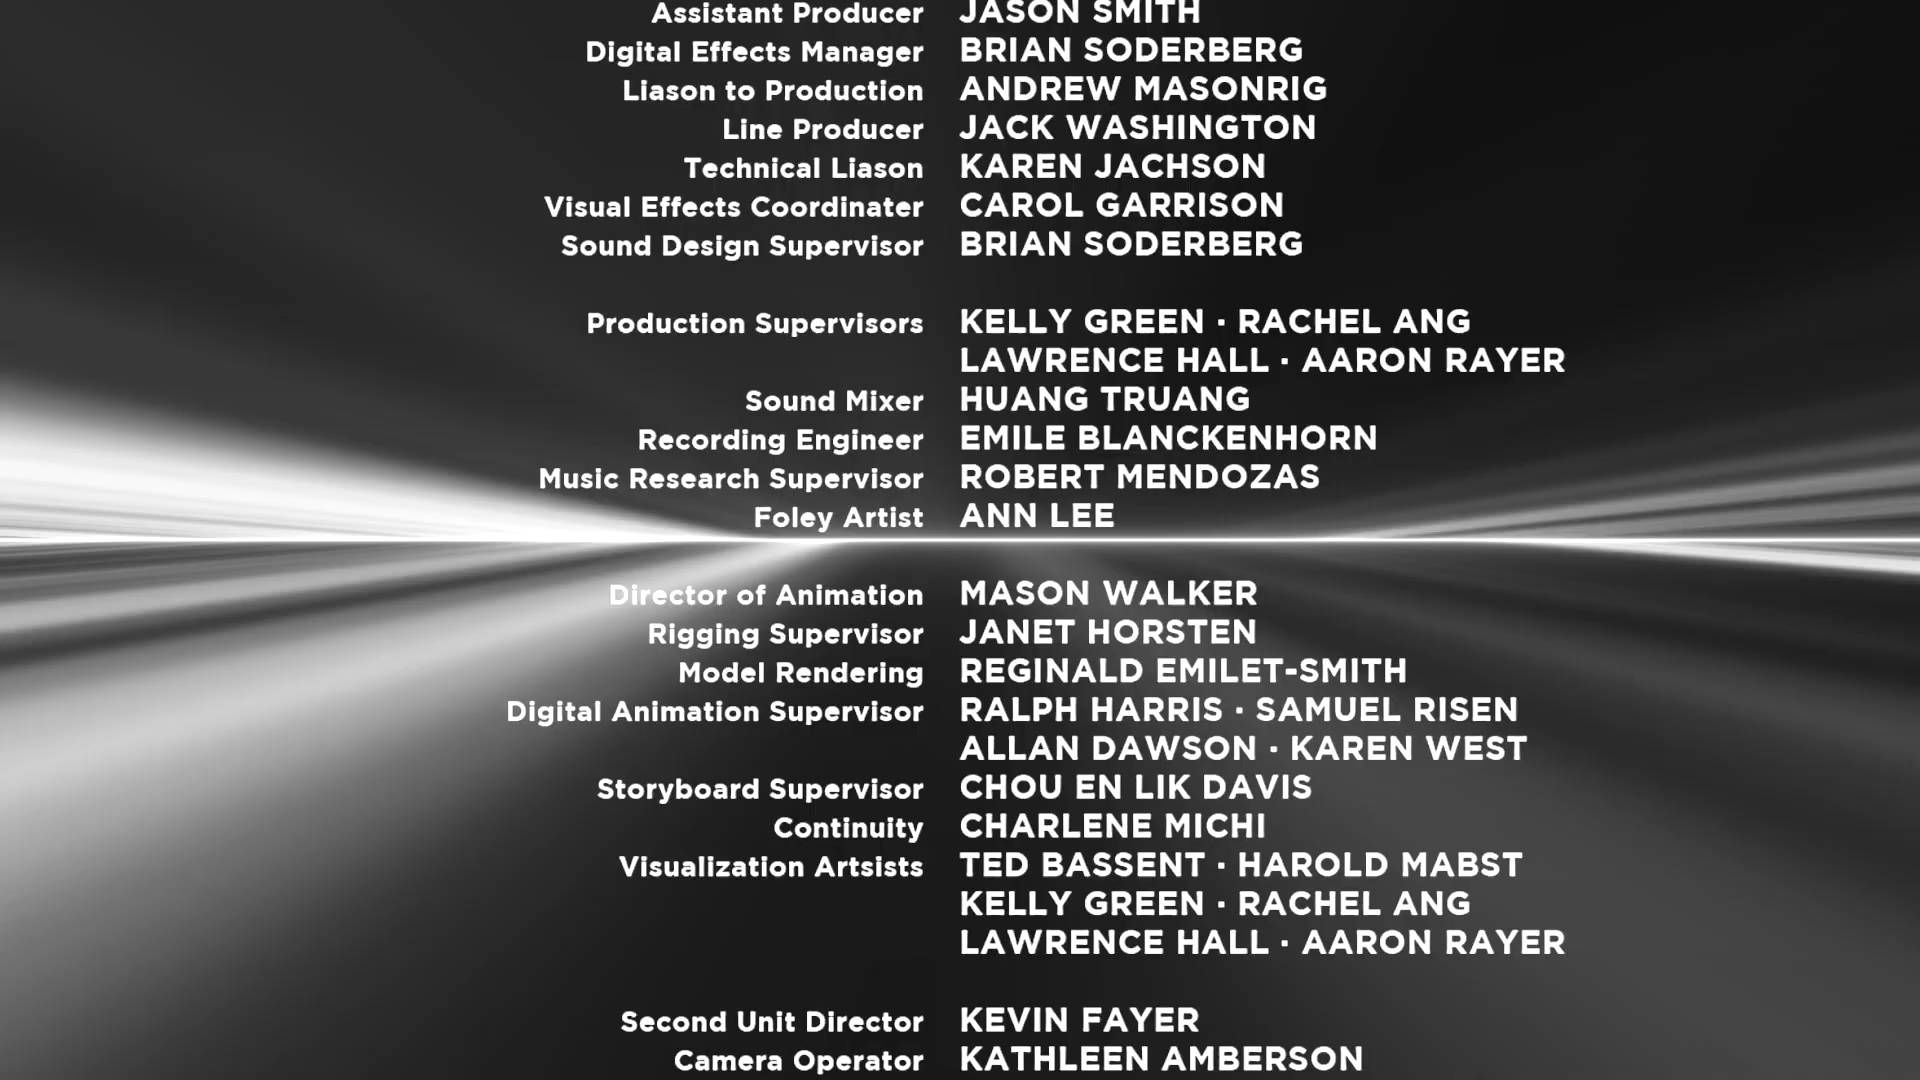 Assistant Producer JASON SMITH
Digital Effects Manager BRIAN SODERBERG
Liason to Production ANDREW MASONRIG
Line Producer JACK WASHINGTON
Technical Liason KAREN JACHSON
Visual Effects Coordinater CAROL GARRISON
Sound Design Supervisor BRIAN SODERBERG
Production Supervisors KELLY GREEN · RACHEL ANG
LAWRENCE HALL · AARON RAYER
Sound Mixer HUANG TRUANG
Recording Engineer EMILE BLANCKENHORN
Music Research Supervisor ROBERT MENDOZAS
Foley Artist ANN LEE
Director of Animation MASON WALKER
Rigging Supervisor JANET HORSTEN
Model Rendering REGINALD EMILET-SMITH
Digital Animation Supervisor RALPH HARRIS · SAMUEL RISEN
ALLAN DAWSON · KAREN WEST
Storyboard Supervisor CHOU EN LIK DAVIS
Continuity CHARLENE MICHI
Visualization Artsists TED BASSENT · HAROLD MABST
KELLY GREEN · RACHEL ANG
LAWRENCE HALL · AARON RAYER
Second Unit Director KEVIN FAYER
Camera Operator KATHLEEN AMBERSON